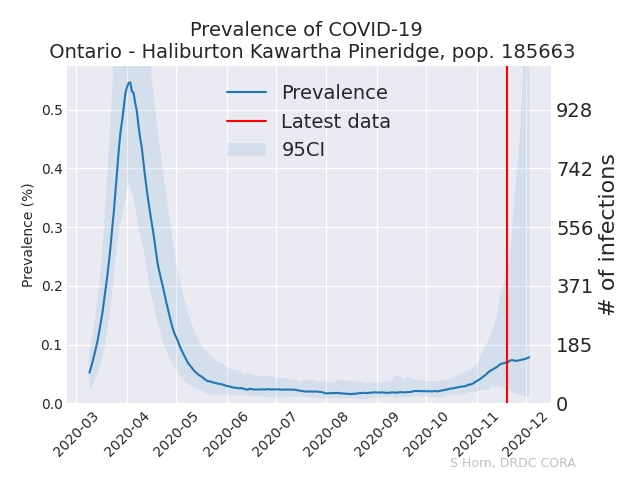 Prevalence of COVID-19
Ontario - Haliburton Kawartha Pineridge, pop. 185663
Prevalence
Latest data
95CI
Prevalence (%)
0.5
0.4
0.3
0.2
0.1
0.0
928
742
556
371
185
0
# of infections
2020-03
2020-04
2020-05
2020-06
2020-07
2020-08
2020-09
2020-10
2020-11
2020-12
S Horn, DRDC CORA